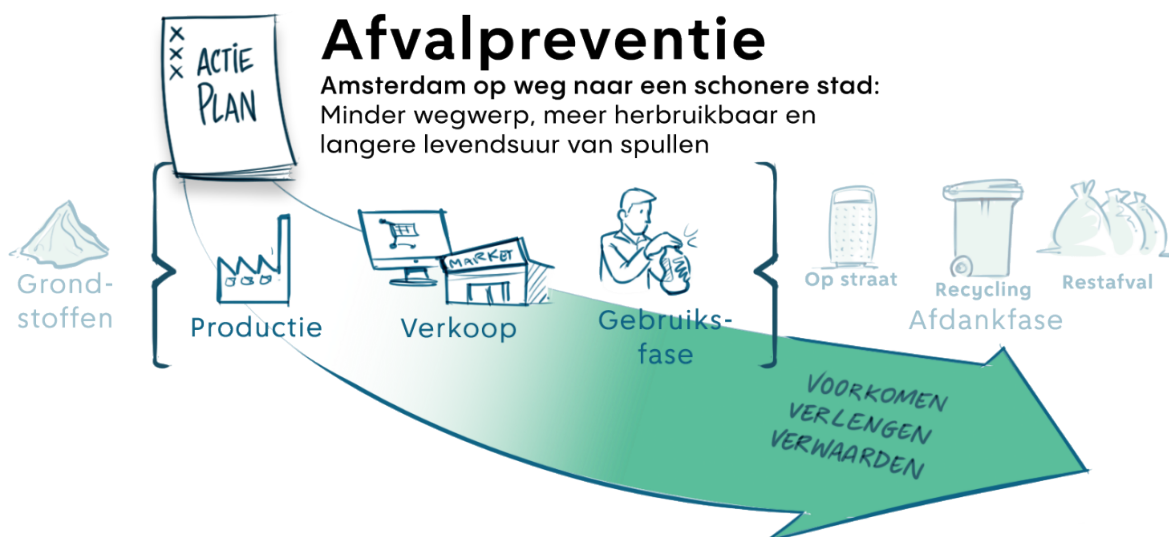 Afvalpreventie
Amsterdam op weg naar een schonere stad:
Minder wegwerp, meer herbruikbaar en
langere levendsuur van spullen
X
X
X
ACTIE
PLAN
Grond-
stoffen
Productie
MARKET
Verkoop
Gebruiks-
fase
Op straat
Recycling
Restafval
Afdankfase
VOORKOMEN
VERLENGEN
VERWAARDEN